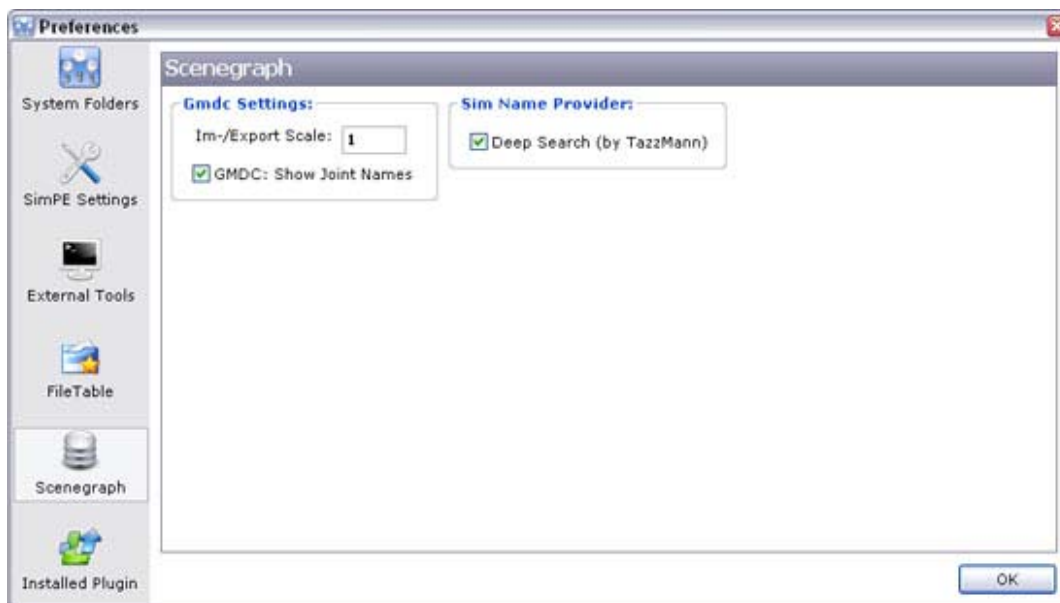 Preferences
System Folders
SimPE Settings
External Tools
FileTable
Scenegraph
Installed Plugin
Scenegraph
Gmdc Settings:
Im-/Export Scale: 1
GMDC: Show Joint Names
Sim Name Provider:
Deep Search (by TazzMann)
OK